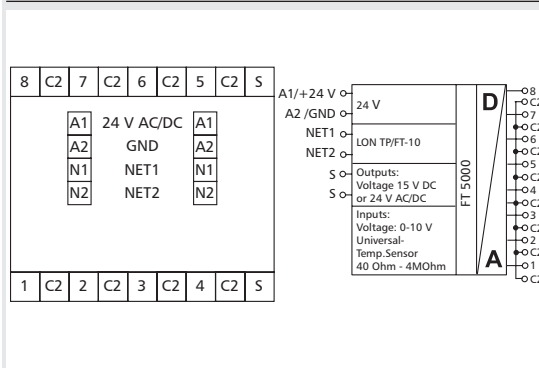 8 C2 7 C2 6 C2 5 C2 S
A1 24 V AC/DC A1
A2 GND A2
N1 NET1 N1
N2 NET2 N2
1 C2 2 C2 3 C2 4 C2 S
A1/+24 V
A2 /GND
NET1
NET2
S
S
24 V
LON TP/FT-10
Outputs:
Voltage 15 V DC
or 24 V AC/DC
Inputs:
Voltage: 0-10 V
Universal-
Temp.Sensor
40 Ohm - 4MOhm
FT 5000
D
A
8
C2
7
C2
6
C2
5
C2
4
C2
3
C2
2
C2
1
C2